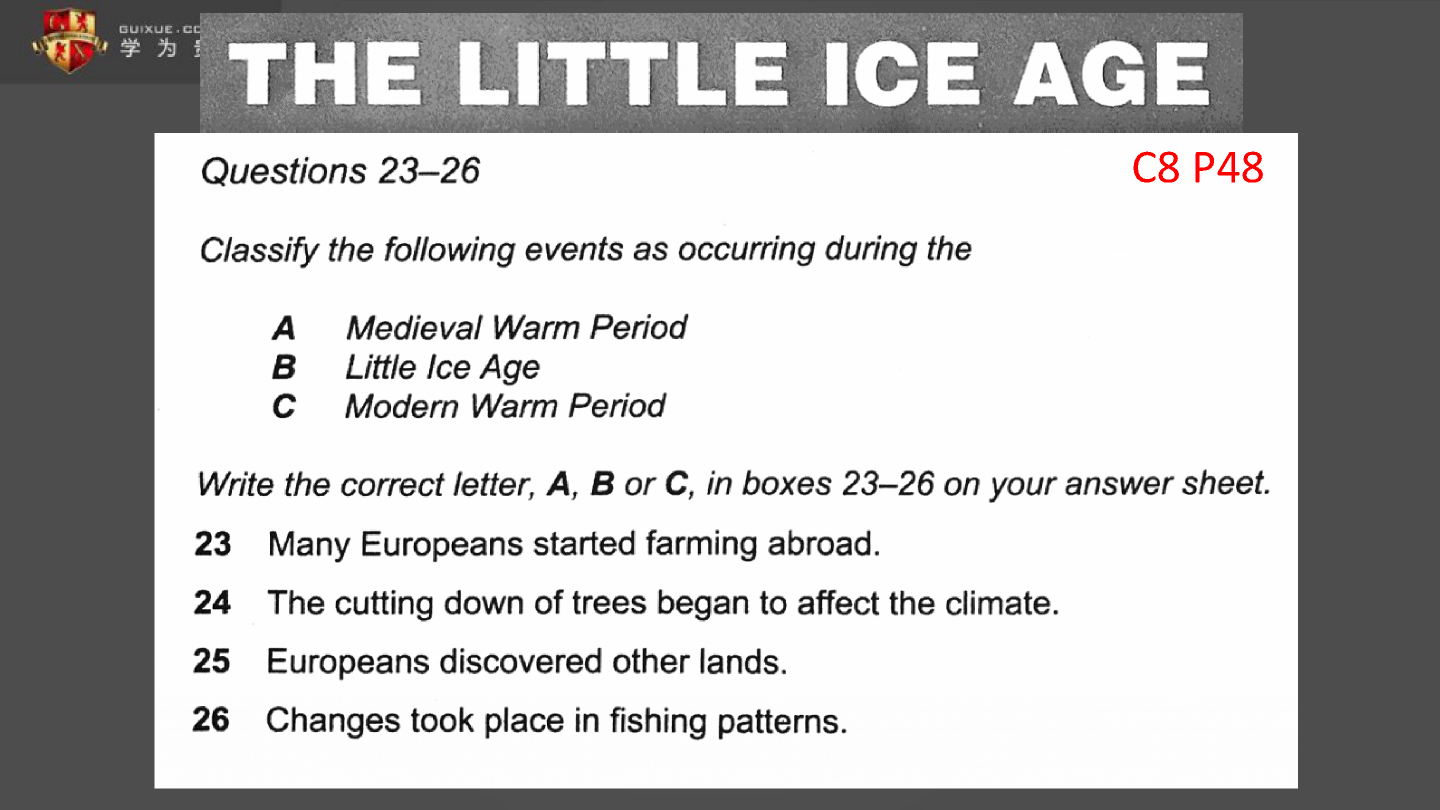 GUIXUE.CO
学 为
THE LITTLE ICE AGE
Questions 23–26
C8 P48
Classify the following events as occurring during the
A Medieval Warm Period
B Little Ice Age
C Modern Warm Period
Write the correct letter, A, B or C, in boxes 23–26 on your answer sheet.
23 Many Europeans started farming abroad.
24 The cutting down of trees began to affect the climate.
25 Europeans discovered other lands.
26 Changes took place in fishing patterns.